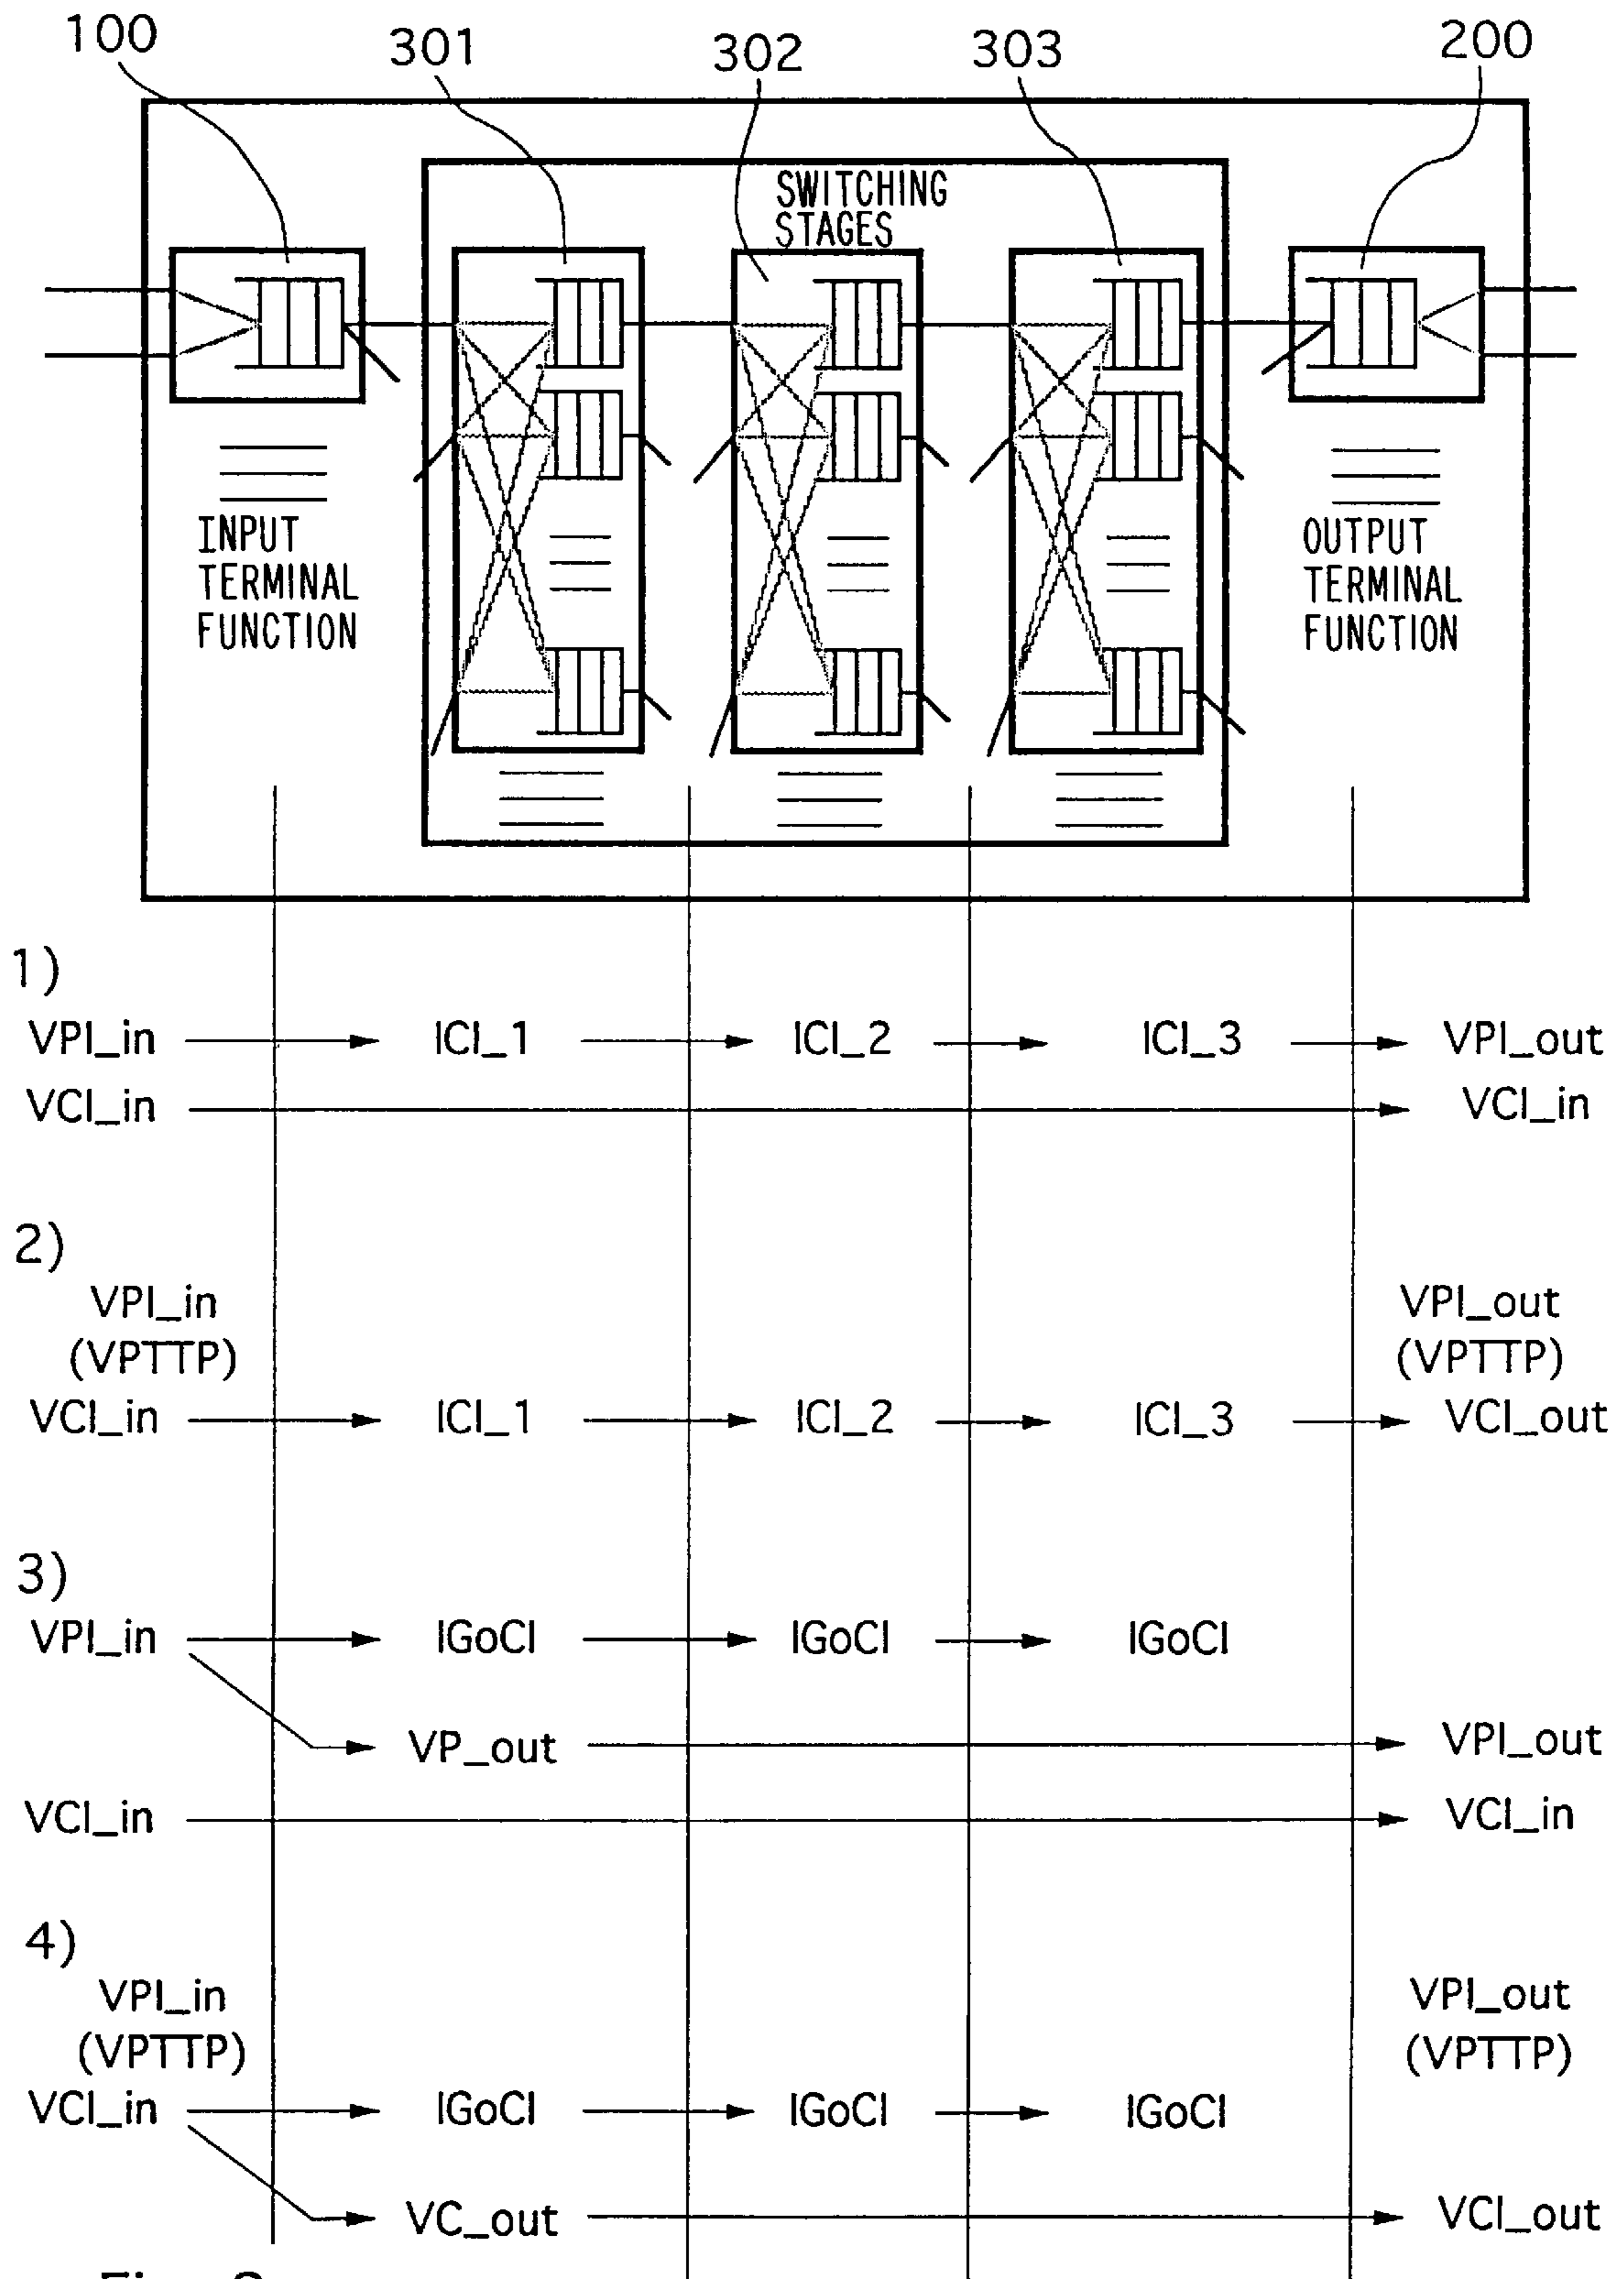 100 301 302 303 200
SWITCHING
STAGES
INPUT
TERMINAL
FUNCTION
OUTPUT
TERMINAL
FUNCTION
1)
VPI_in ICI_1 ICI_2 ICI_3 VPI_out
VCI_in VCI_in
2)
VPI_in VPI_out
(VPTTP) (VPTTP)
VCI_in ICI_1 ICI_2 ICI_3 VCI_out
3)
VPI_in IGoCI IGoCI IGoCI
VP_out VPI_out
VCI_in VCI_in
4)
VPI_in VPI_out
(VPTTP) (VPTTP)
VCI_in IGoCI IGoCI IGoCI
VC_out VCI_out